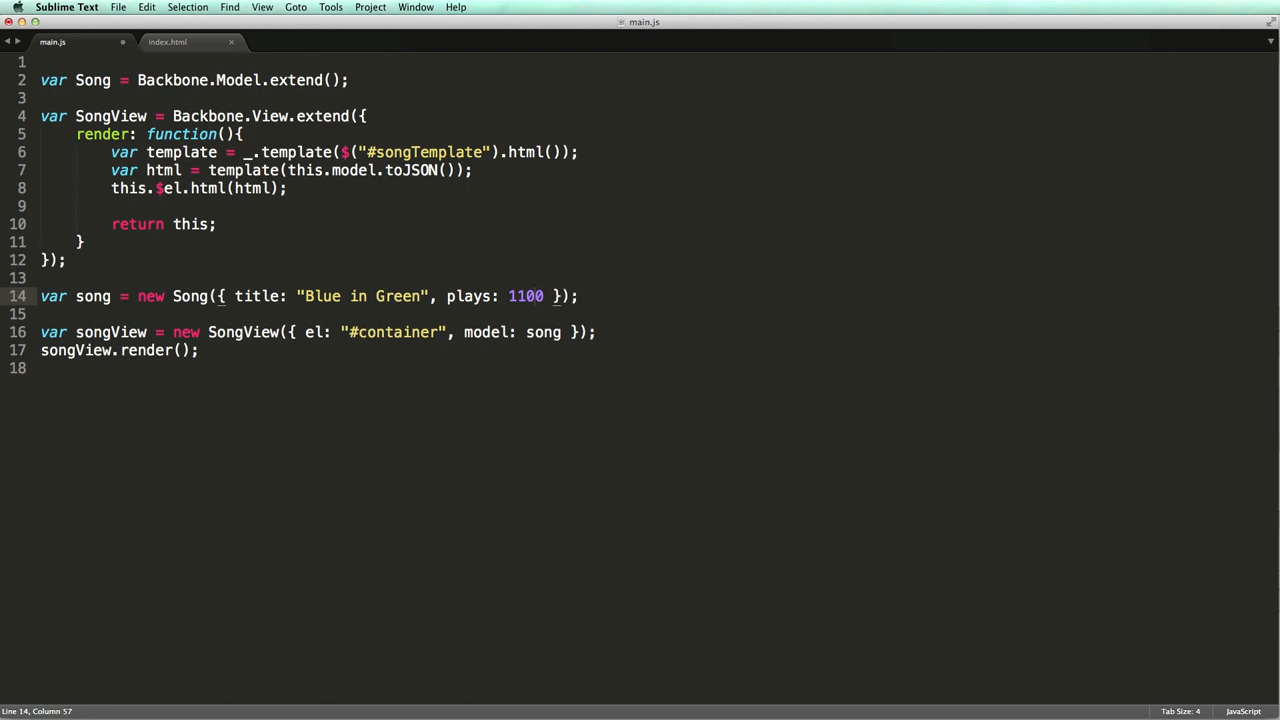 Sublime Text File Edit Selection Find View Goto Tools Project Window Help
main.js
main.js index.html
1
2 var Song = Backbone.Model.extend();
3
4 var SongView = Backbone.View.extend({
5 render: function(){
6 var template = _.template($("#songTemplate").html());
7 var html = template(this.model.toJSON());
8 this.$el.html(html);
9
10 return this;
11 }
12 });
13
14 var song = new Song({ title: "Blue in Green", plays: 1100 });
15
16 var songView = new SongView({ el: "#container", model: song });
17 songView.render();
18
Line 14, Column 57 Tab Size: 4 JavaScript